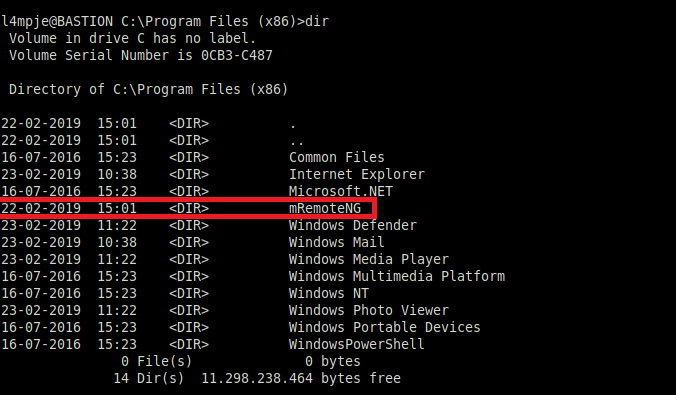 l4mpje@BASTION C:\Program Files (x86)>dir
Volume in drive C has no label.
Volume Serial Number is 0CB3-C487
Directory of C:\Program Files (x86)
22-02-2019  15:01    <DIR>          .
22-02-2019  15:01    <DIR>          ..
16-07-2016  15:23    <DIR>          Common Files
23-02-2019  10:38    <DIR>          Internet Explorer
16-07-2016  15:23    <DIR>          Microsoft.NET
22-02-2019  15:01    <DIR>          mRemoteNG
23-02-2019  11:22    <DIR>          Windows Defender
23-02-2019  10:38    <DIR>          Windows Mail
23-02-2019  11:22    <DIR>          Windows Media Player
16-07-2016  15:23    <DIR>          Windows Multimedia Platform
16-07-2016  15:23    <DIR>          Windows NT
23-02-2019  11:22    <DIR>          Windows Photo Viewer
16-07-2016  15:23    <DIR>          Windows Portable Devices
16-07-2016  15:23    <DIR>          WindowsPowerShell
0 File(s)              0 bytes
14 Dir(s)  11.298.238.464 bytes free